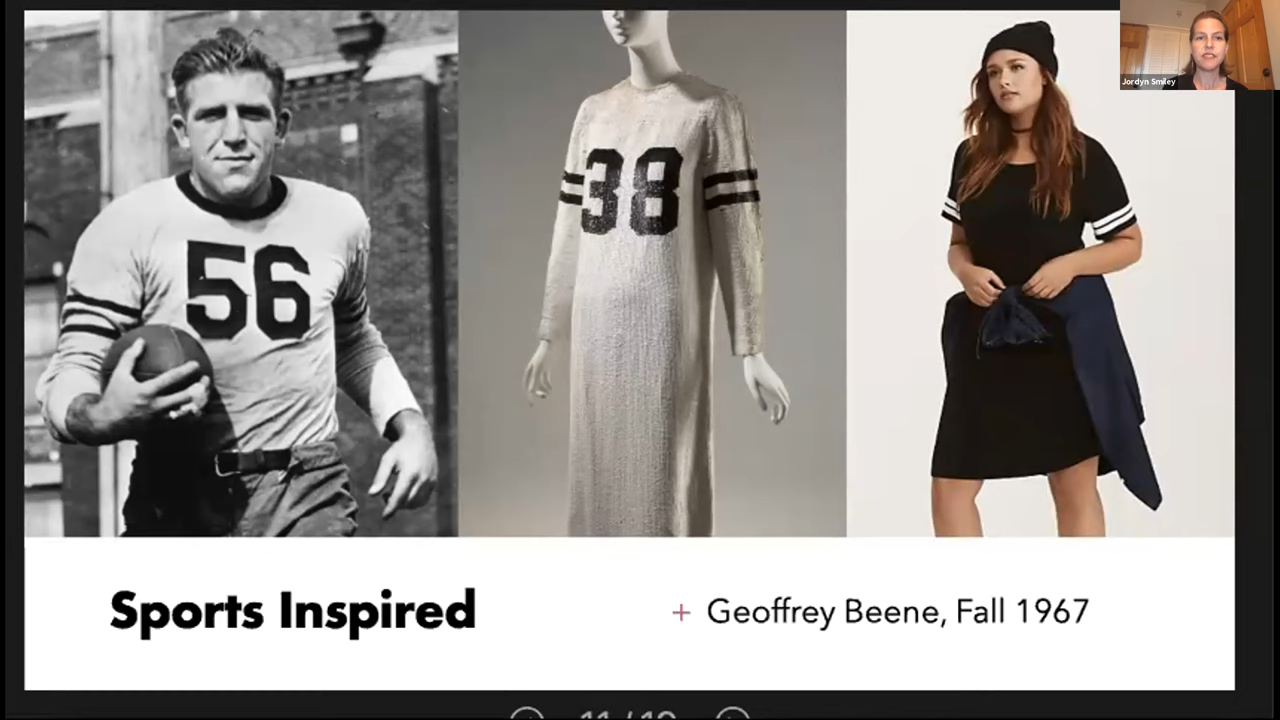 Jordyn Smiley
56
38
Sports Inspired
+ Geoffrey Beene, Fall 1967